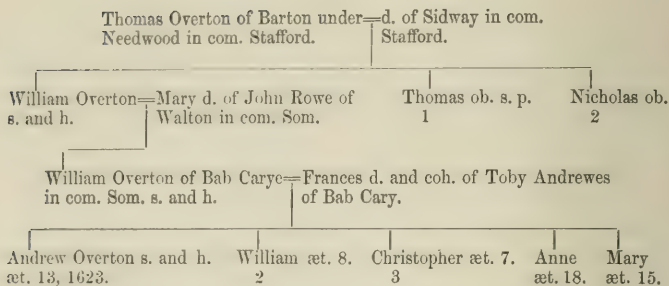 Thomas Overton of Barton under=d. of Sidway in com.
Needwood in com. Stafford. Stafford.
William Overton=Mary d. of John Rowe of Thomas ob. s. p. Nicholas ob.
s. and h. Walton in com. Som. 1 2
William Overton of Bab Carye=Frances d. and coh. of Toby Andrewes
in com. Som. s. and h. of Bab Cary.
Andrew Overton s. and h. William æt. 8. Christopher æt. 7. Anne Mary
æt. 13, 1623. 2 3 æt. 18. æt. 15.